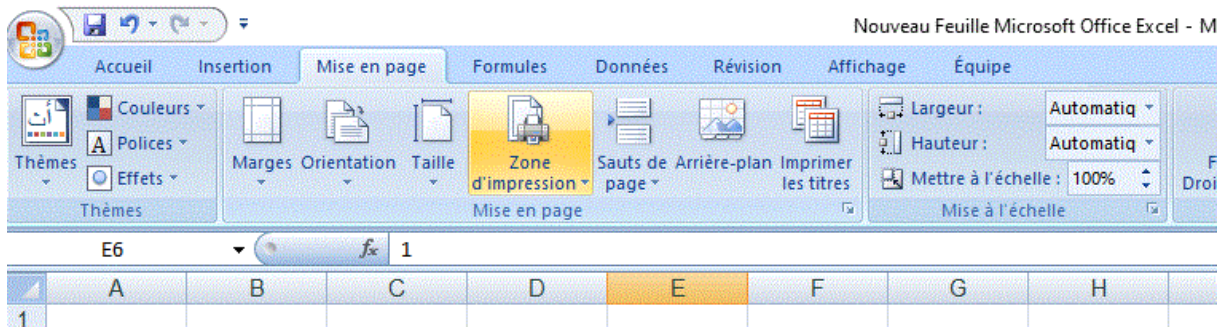 Nouveau Feuille Microsoft Office Excel - M
Accueil Insertion Mise en page Formules Données Révision Affichage Équipe
Couleurs Largeur : Automatiq
Polices Hauteur : Automatiq
Thèmes Marges Orientation Taille Zone Sauts de Arrière-plan Imprimer
Effets d'impression page les titres Mettre à l'échelle : 100% Droi
Thèmes Mise en page Mise à l'échelle
E6 fx 1
A B C D E F G H
1